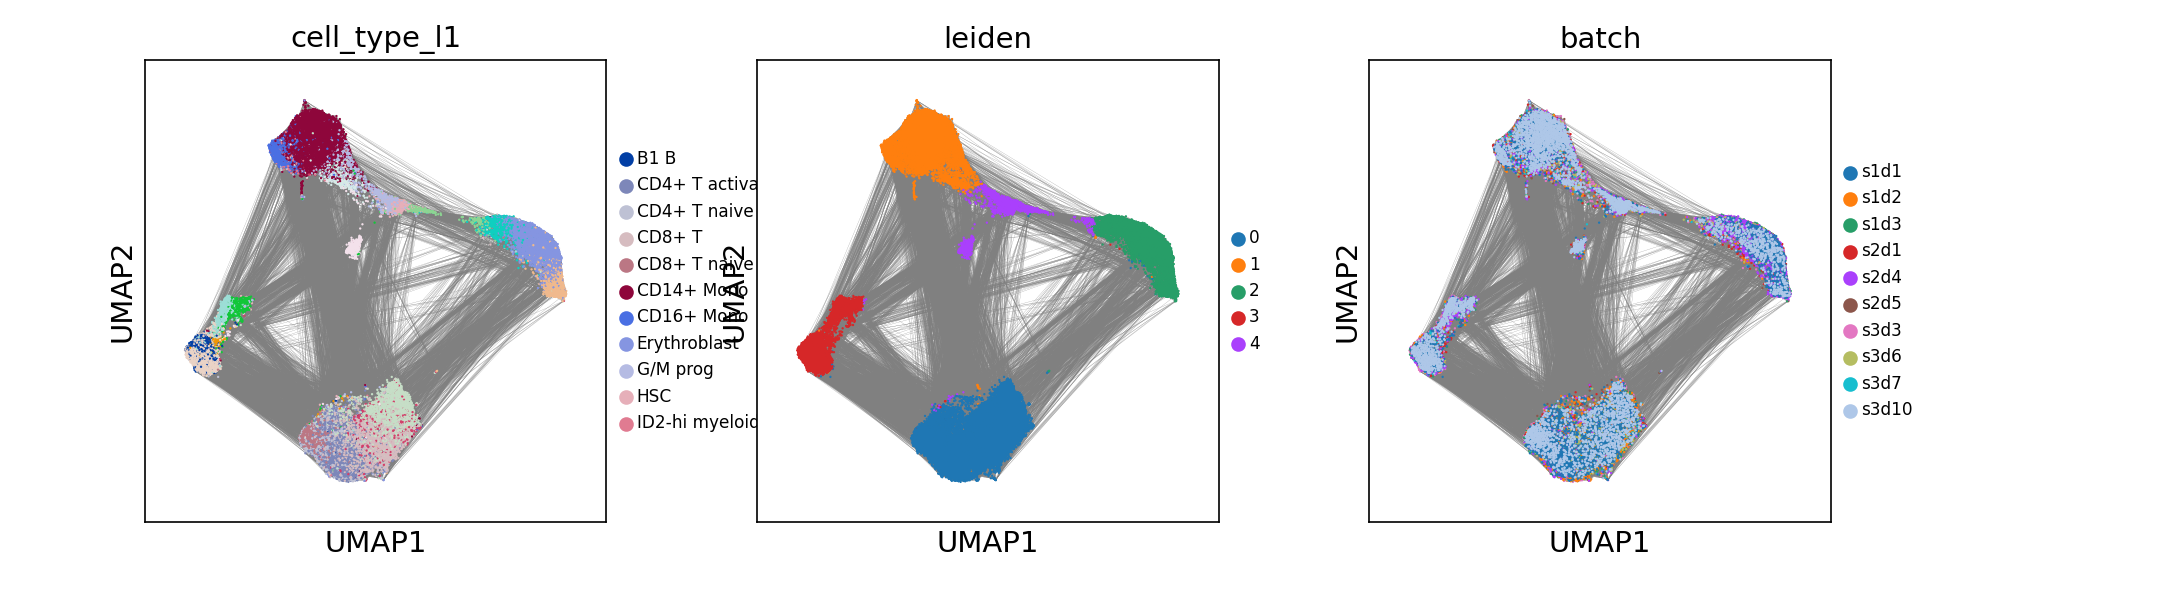 cell_type_l1
UMAP2
UMAP1
B1 B
CD4+ T activa
CD4+ T naive
CD8+ T
CD8+ T naive
CD14+ Mono
CD16+ Mono
Erythroblast
G/M prog
HSC
ID2-hi myeloid
leiden
UMAP2
UMAP1
0
1
2
3
4
batch
UMAP2
UMAP1
s1d1
s1d2
s1d3
s2d1
s2d4
s2d5
s3d3
s3d6
s3d7
s3d10